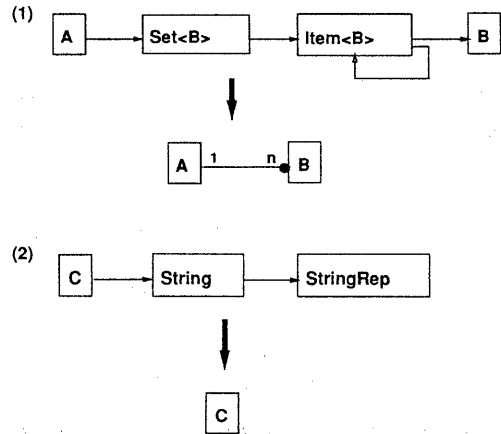 (1)
A Set<B> Item<B> B
A 1 n B
(2)
C String StringRep
C